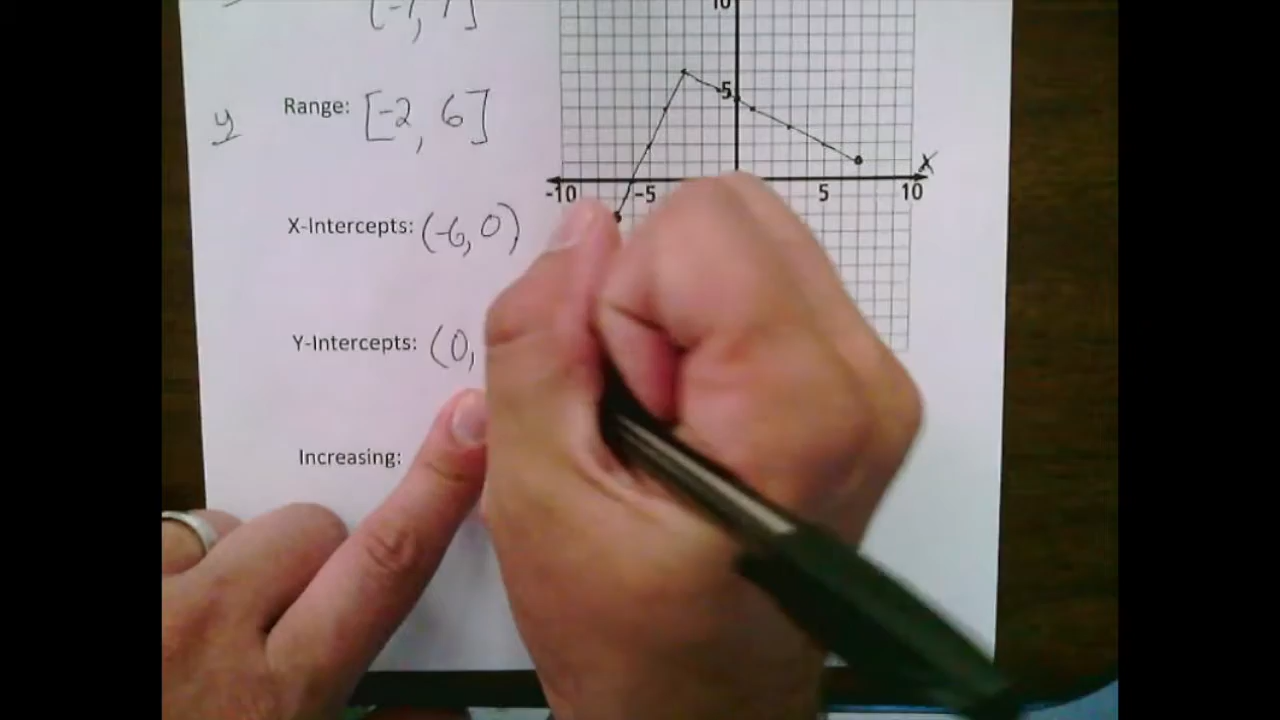 10
[-7, 7]
Range: [-2, 6]
y
5
X
-10
-5
5
10
X-Intercepts: (-6, 0)
Y-Intercepts: (0,
Increasing: